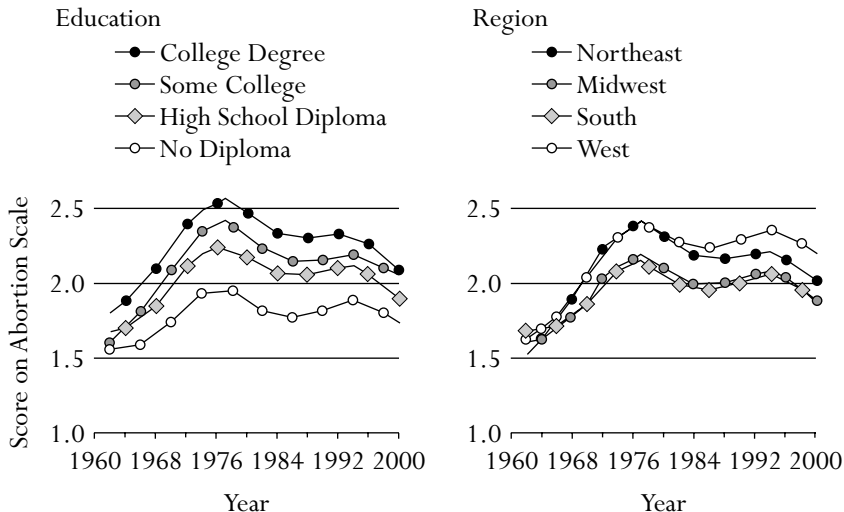 Education
College Degree
Some College
High School Diploma
No Diploma
Region
Northeast
Midwest
South
West
Score on Abortion Scale
2.5
2.0
1.5
1.0
1960 1968 1976 1984 1992 2000
Year
2.5
2.0
1.5
1.0
1960 1968 1976 1984 1992 2000
Year